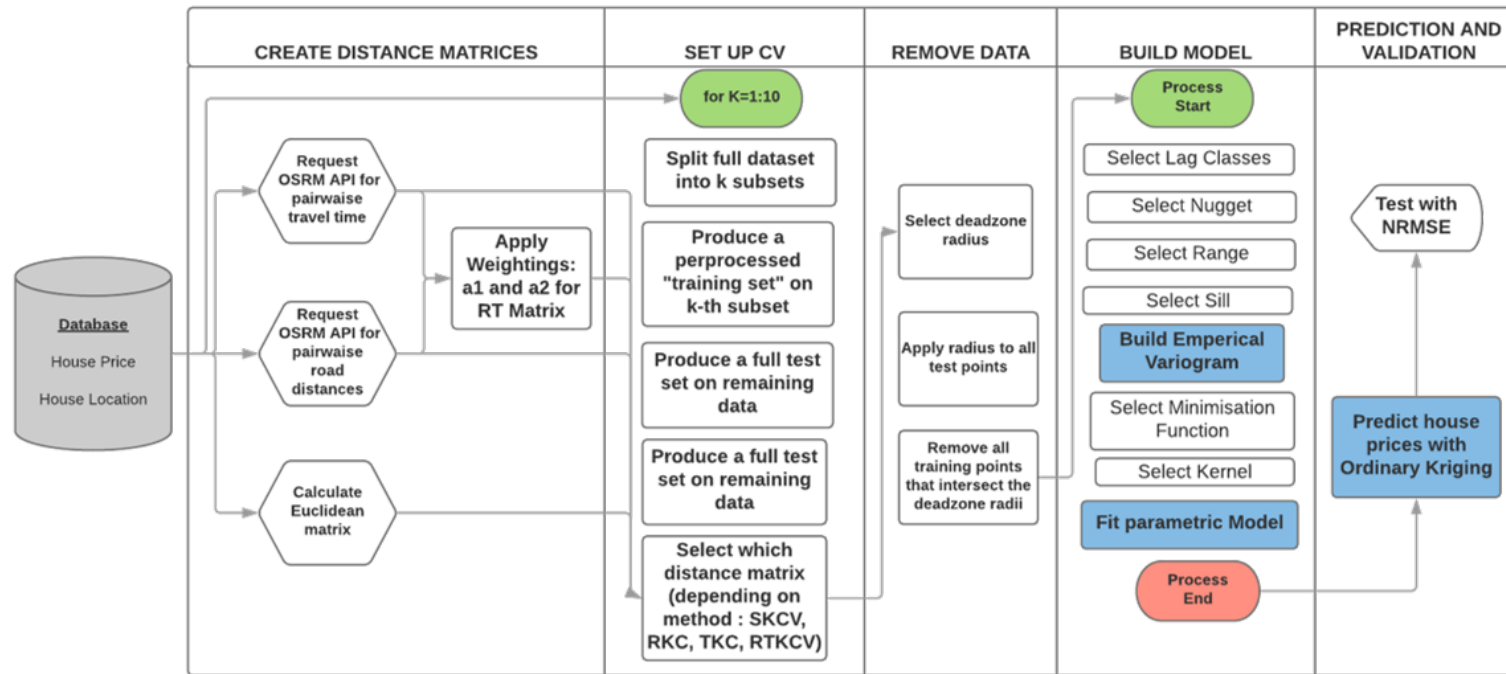 CREATE DISTANCE MATRICES
SET UP CV
REMOVE DATA
BUILD MODEL
PREDICTION AND
VALIDATION
Database
House Price
House Location
Request
OSRM API for
pairwaise
travel time
Request
OSRM API for
pairwaise
road
distances
Calculate
Euclidean
matrix
Apply
Weightings:
a1 and a2 for
RT Matrix
for K=1:10
Split full dataset
into k subsets
Produce a
perprocessed
"training set" on
k-th subset
Produce a full test
set on remaining
data
Produce a full test
set on remaining
data
Select which
distance matrix
(depending on
method : SKCV,
RKC, TKC, RTKCV)
Select deadzone
radius
Apply radius to all
test points
Remove all
training points
that intersect the
deadzone radii
Process
Start
Select Lag Classes
Select Nugget
Select Range
Select Sill
Build Emperical
Variogram
Select Minimisation
Function
Select Kernel
Fit parametric Model
Process
End
Test with
NRMSE
Predict house
prices with
Ordinary Kriging